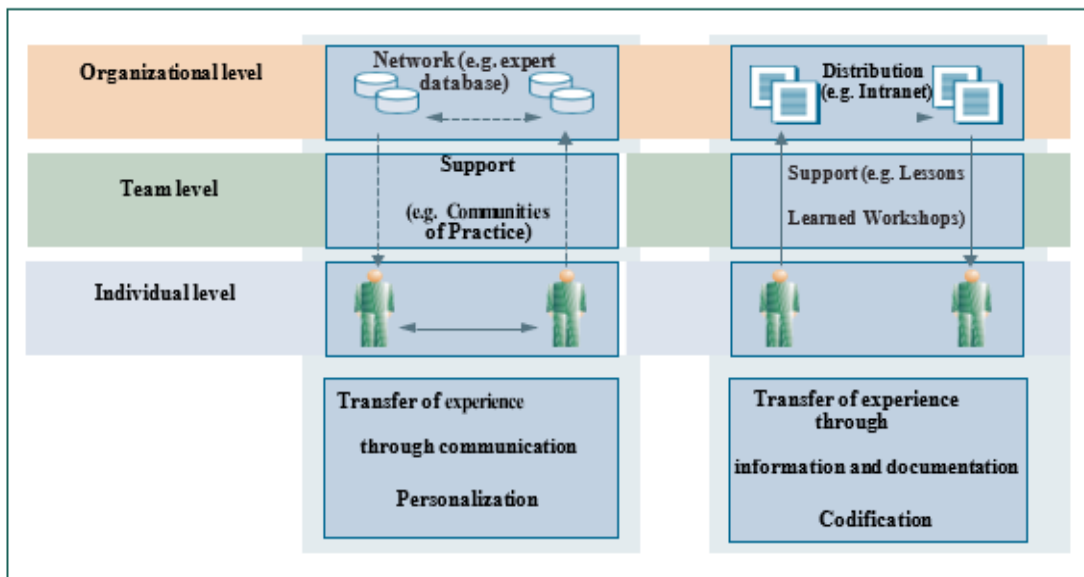 Organizational level
Network (e.g. expert
database)
Distribution
(e.g. Intranet)
Team level
Support
(e.g. Communities
of Practice)
Support (e.g. Lessons
Learned Workshops)
Individual level
Transfer of experience
through communication
Personalization
Transfer of experience
through
information and documentation
Codification